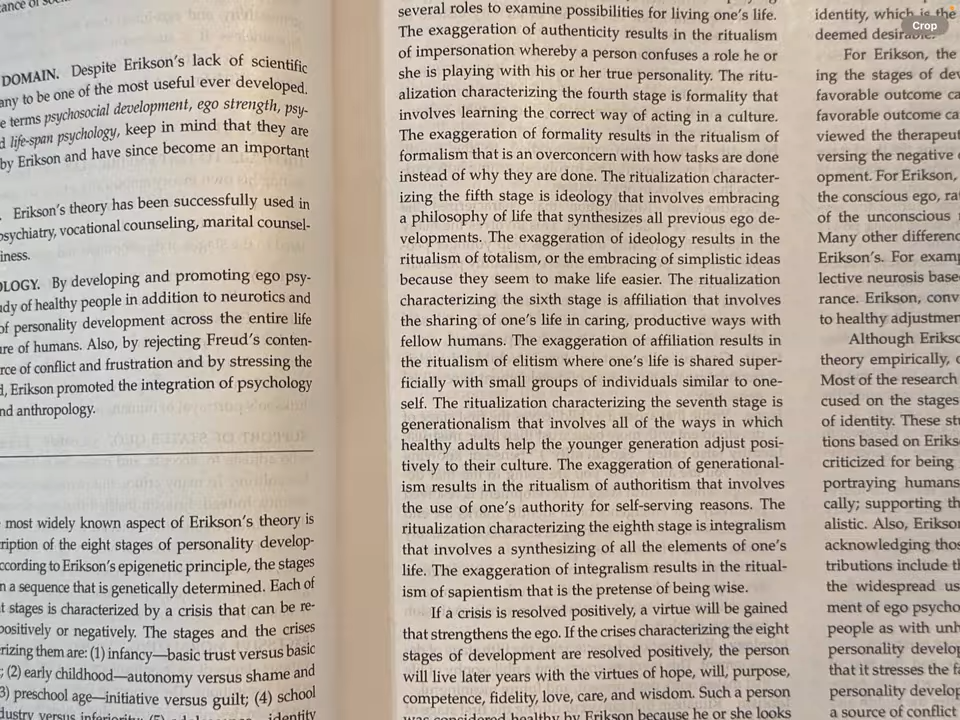 DOMAIN. Despite Erikson's lack of scientific
any to be one of the most useful ever developed.
terms psychosocial development, ego strength, psy-
life-span psychology, keep in mind that they are
by Erikson and have since become an important
Erikson's theory has been successfully used in
psychiatry, vocational counseling, marital counsel-
iness.
OLOGY. By developing and promoting ego psy-
udy of healthy people in addition to neurotics and
of personality development across the entire life
ure of humans. Also, by rejecting Freud's conten-
rce of conflict and frustration and by stressing the
d, Erikson promoted the integration of psychology
nd anthropology.
most widely known aspect of Erikson's theory is
ription of the eight stages of personality develop-
ccording to Erikson's epigenetic principle, the stages
n a sequence that is genetically determined. Each of
t stages is characterized by a crisis that can be re-
positively or negatively. The stages and the crises
rizing them are: (1) infancy—basic trust versus basic
; (2) early childhood—autonomy versus shame and
3) preschool age—initiative versus guilt; (4) school
dustry versus inferiority; identity
several roles to examine possibilities for living one's life.
The exaggeration of authenticity results in the ritualism
of impersonation whereby a person confuses a role he or
she is playing with his or her true personality. The ritu-
alization characterizing the fourth stage is formality that
involves learning the correct way of acting in a culture.
The exaggeration of formality results in the ritualism of
formalism that is an overconcern with how tasks are done
instead of why they are done. The ritualization character-
izing the fifth stage is ideology that involves embracing
a philosophy of life that synthesizes all previous ego de-
velopments. The exaggeration of ideology results in the
ritualism of totalism, or the embracing of simplistic ideas
because they seem to make life easier. The ritualization
characterizing the sixth stage is affiliation that involves
the sharing of one's life in caring, productive ways with
fellow humans. The exaggeration of affiliation results in
the ritualism of elitism where one's life is shared super-
ficially with small groups of individuals similar to one-
self. The ritualization characterizing the seventh stage is
generationalism that involves all of the ways in which
healthy adults help the younger generation adjust posi-
tively to their culture. The exaggeration of generational-
ism results in the ritualism of authoritism that involves
the use of one's authority for self-serving reasons. The
ritualization characterizing the eighth stage is integralism
that involves a synthesizing of all the elements of one's
life. The exaggeration of integralism results in the ritual-
ism of sapientism that is the pretense of being wise.
If a crisis is resolved positively, a virtue will be gained
that strengthens the ego. If the crises characterizing the eight
stages of development are resolved positively, the person
will live later years with the virtues of hope, will, purpose,
competence, fidelity, love, care, and wisdom. Such a person
was considered healthy by Erikson because he or she looks
identity, which is the
deemed desirable.
Crop
For Erikson, the
ing the stages of dev
favorable outcome ca
favorable outcome ca
viewed the therapeut
versing the negative
opment. For Erikson,
the conscious ego, ra
of the unconscious
Many other differenc
Erikson's. For examp
lective neurosis base
rance. Erikson, conv
to healthy adjustmen
Although Erikso
theory empirically,
Most of the research
cused on the stages
of identity. These stu
tions based on Eriks
criticized for being
portraying humans
cally; supporting th
alistic. Also, Erikson
acknowledging thos
tributions include th
the widespread us
ment of ego psycho
people as with unh
personality develop
that it stresses the fa
personality develop
a source of conflict